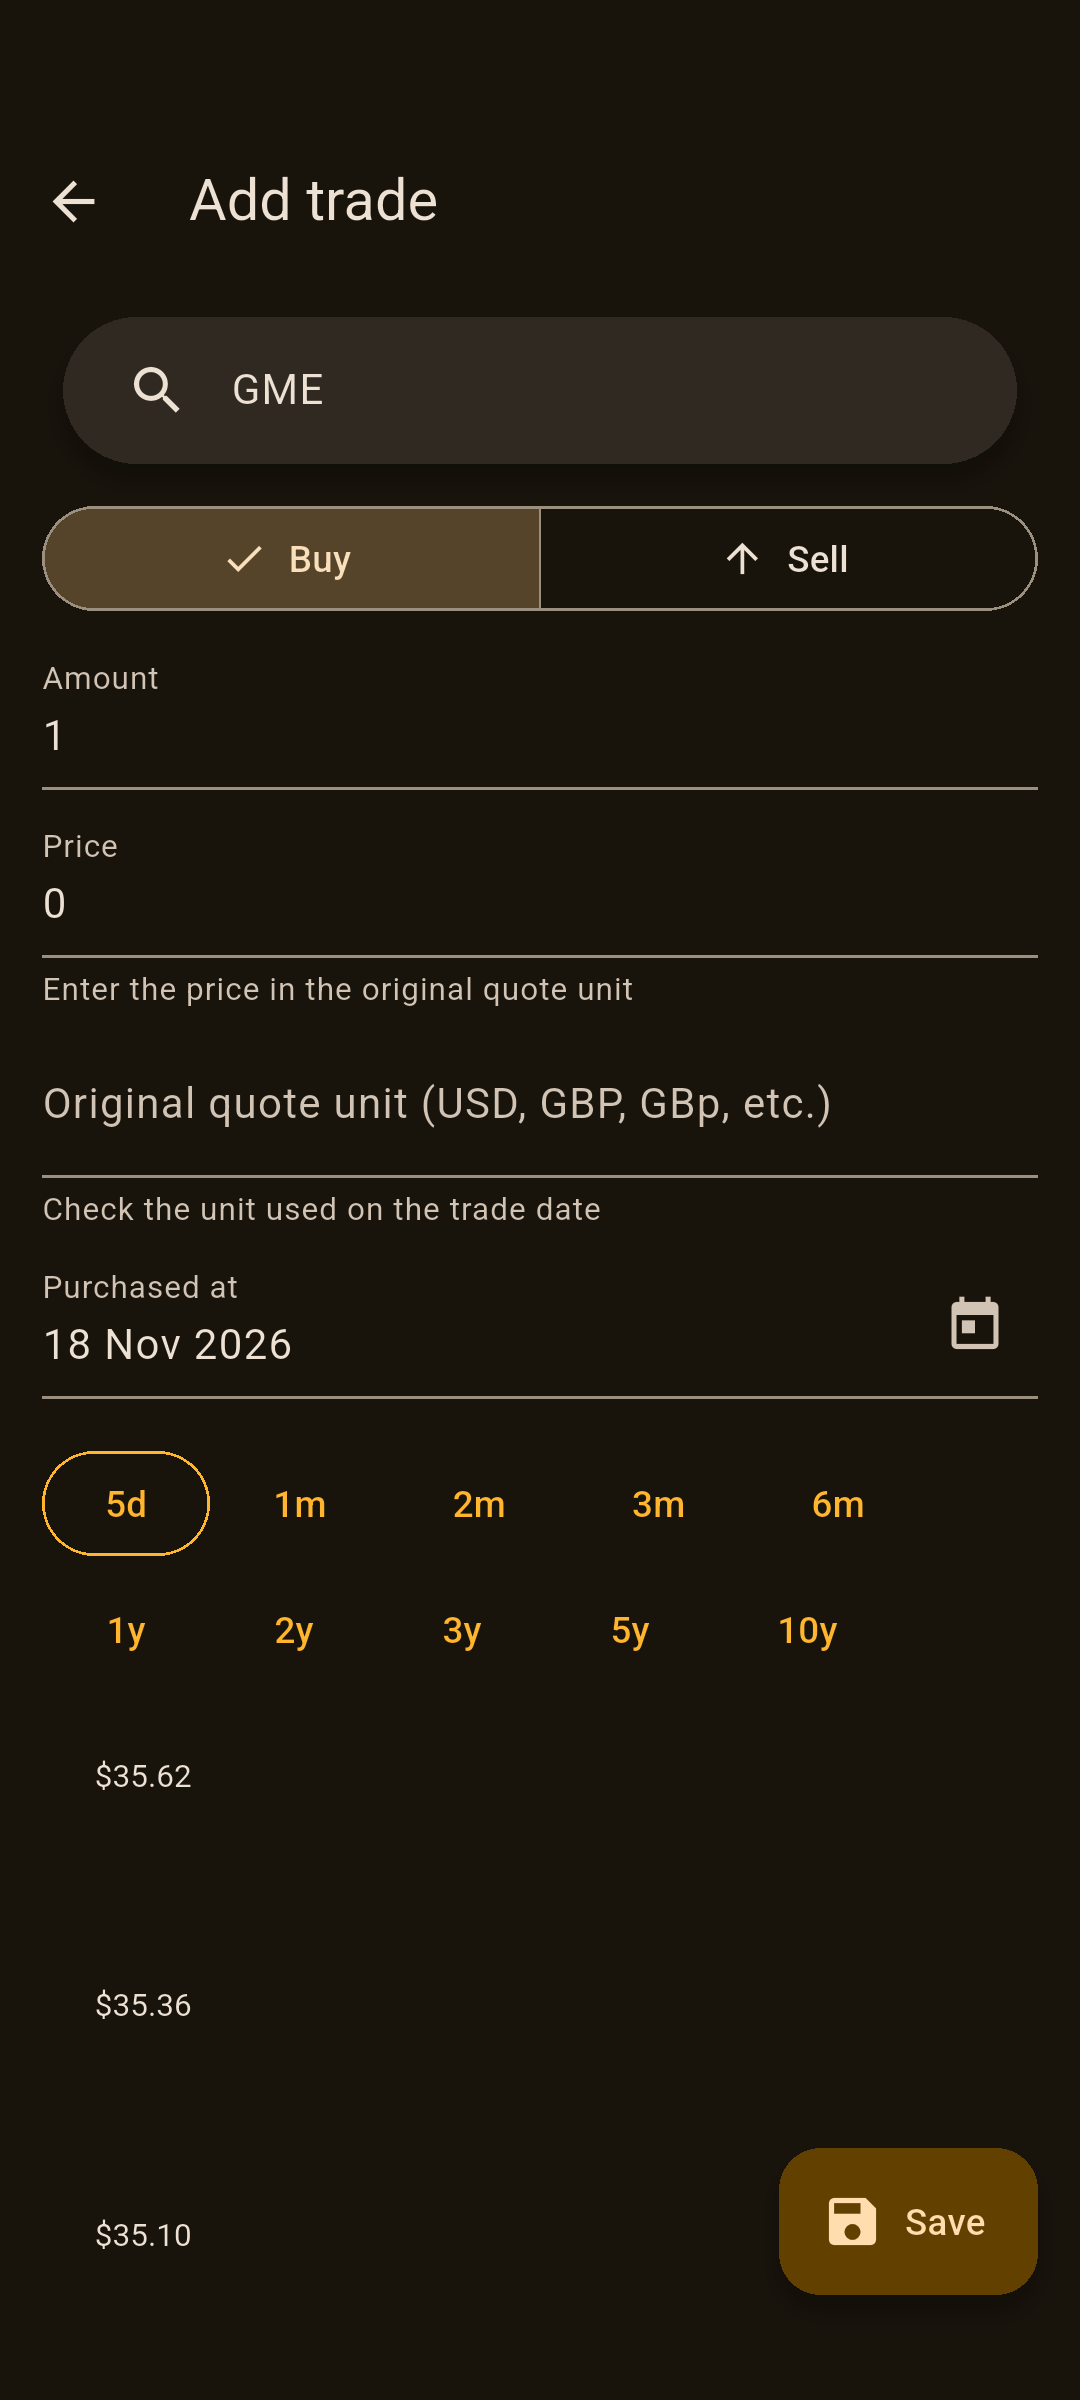 Add trade
GME
Buy
Sell
Amount
1
Price
0
Enter the price in the original quote unit
Original quote unit (USD, GBP, GBp, etc.)
Check the unit used on the trade date
Purchased at
18 Nov 2026
5d 1m 2m 3m 6m
1y 2y 3y 5y 10y
$35.62
$35.36
$35.10
Save